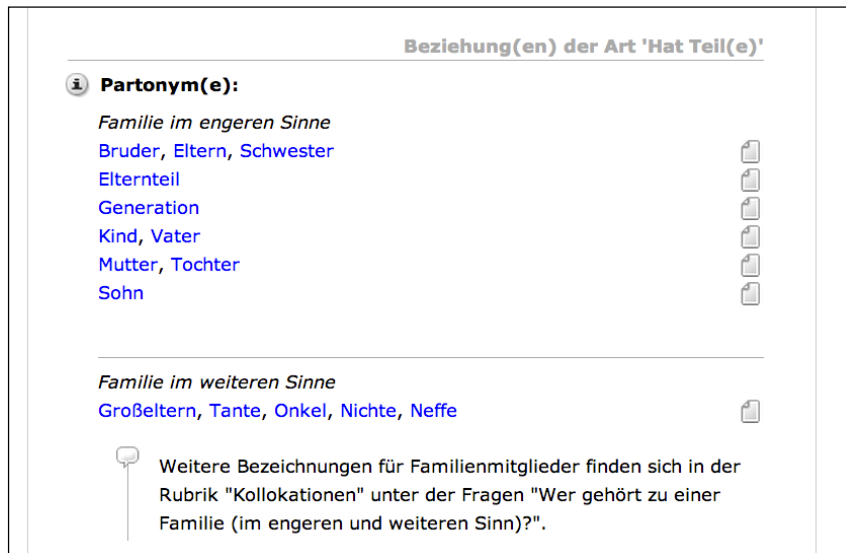 Beziehung(en) der Art 'Hat Teil(e)'
Partonym(e):
Familie im engeren Sinne
Bruder, Eltern, Schwester
Elternteil
Generation
Kind, Vater
Mutter, Tochter
Sohn
Familie im weiteren Sinne
Großeltern, Tante, Onkel, Nichte, Neffe
Weitere Bezeichnungen für Familienmitglieder finden sich in der
Rubrik "Kollokationen" unter der Fragen "Wer gehört zu einer
Familie (im engeren und weiteren Sinn)?".